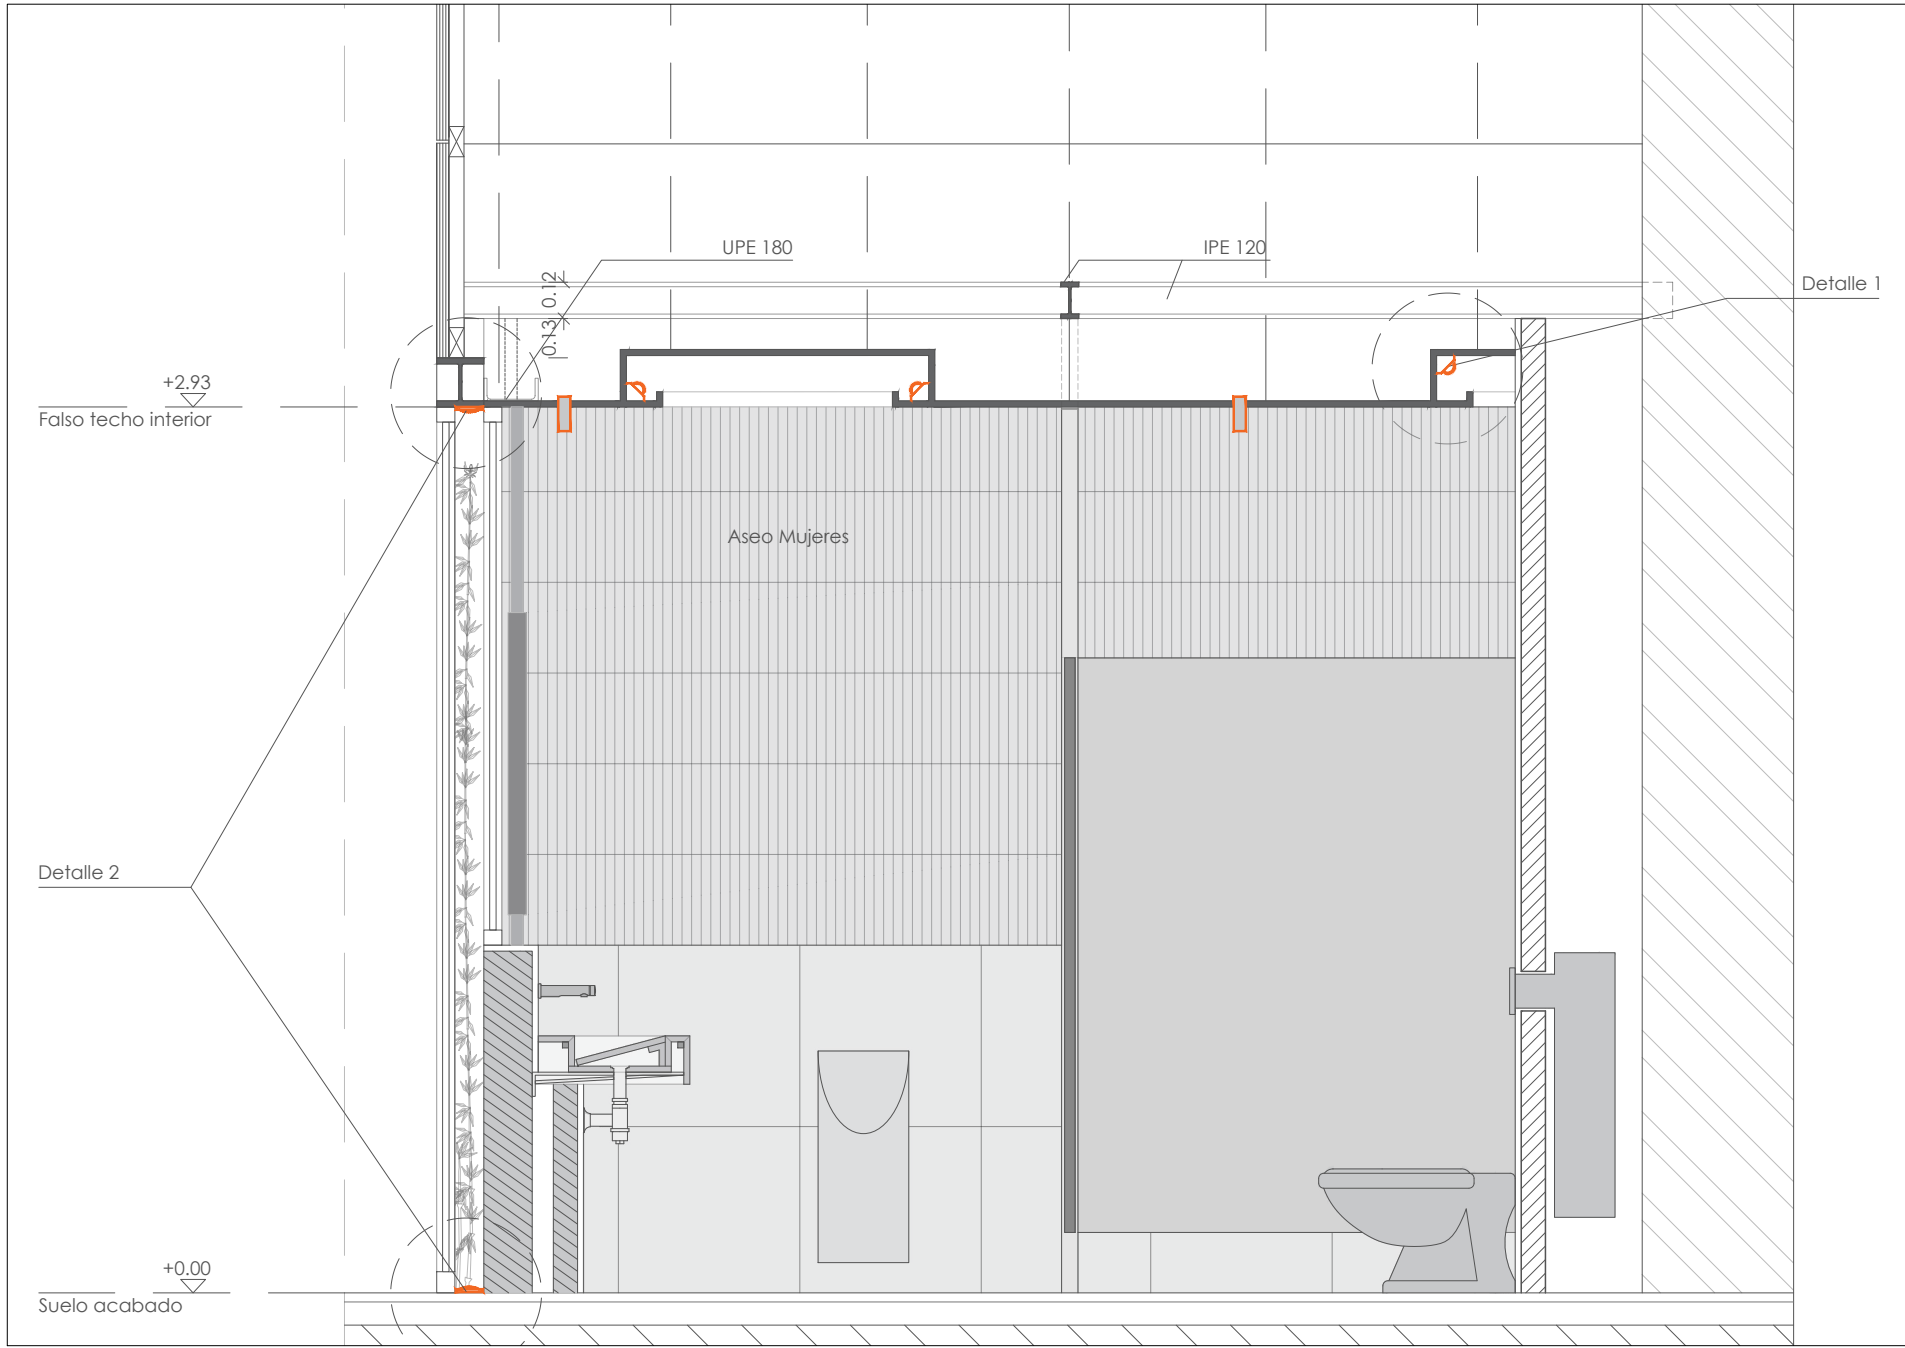 UPE 180
IPE 120
0.12
0.13
Detalle 1
+2.93
Falso techo interior
Aseo Mujeres
Detalle 2
+0.00
Suelo acabado